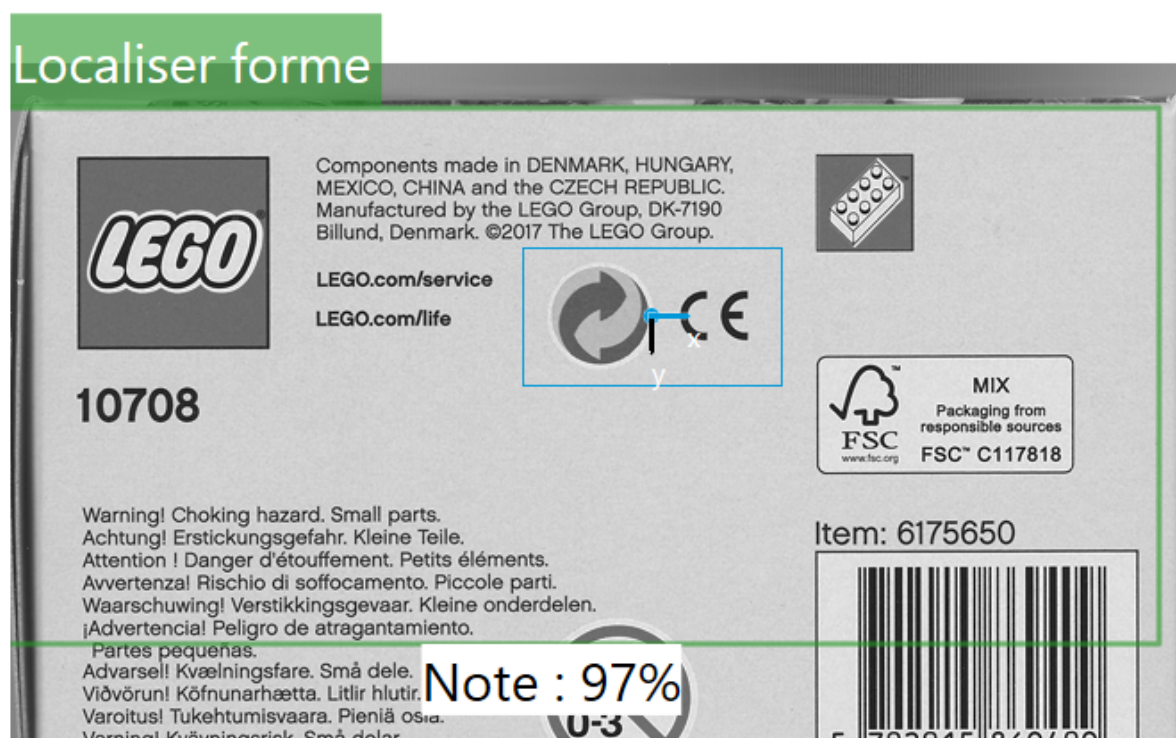 Localiser forme
LEGO
Components made in DENMARK, HUNGARY,
MEXICO, CHINA and the CZECH REPUBLIC.
Manufactured by the LEGO Group, DK-7190
Billund, Denmark. ©2017 The LEGO Group.
LEGO.com/service
LEGO.com/life
CE
x
y
10708
FSC
www.fsc.org
MIX
Packaging from
responsible sources
FSC™ C117818
Warning! Choking hazard. Small parts.
Achtung! Erstickungsgefahr. Kleine Teile.
Attention ! Danger d'étouffement. Petits éléments.
Avvertenza! Rischio di soffocamento. Piccole parti.
Waarschuwing! Verstikkingsgevaar. Kleine onderdelen.
¡Advertencia! Peligro de atragantamiento.
Partes pequeñas.
Advarsel! Kvælningsfare. Små dele.
Viðvörun! Köfnunarhætta. Litlir hlutir.
Varoitus! Tukehtumisvaara. Pieniä osia.
Item: 6175650
Note : 97%
0-3